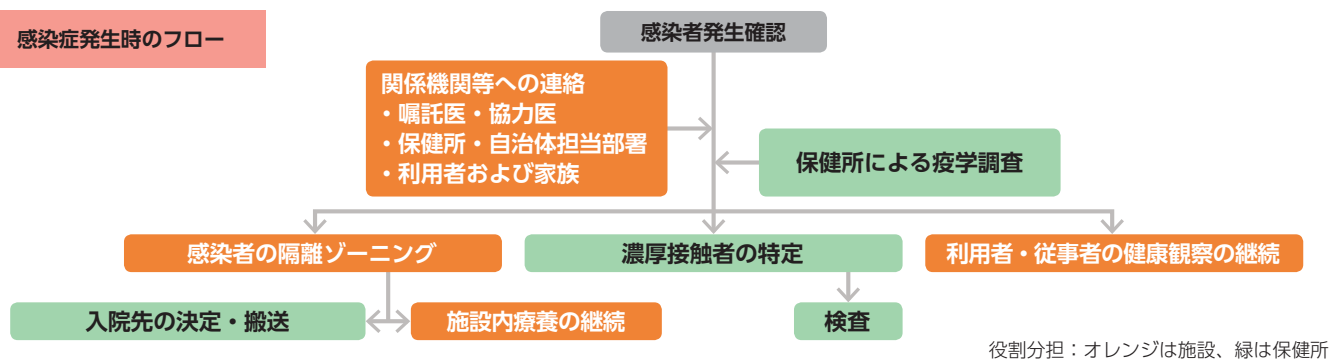 感染症発生時のフロー
感染者発生確認
関係機関等への連絡
・嘱託医・協力医
・保健所・自治体担当部署
・利用者および家族
保健所による疫学調査
感染者の隔離ゾーニング
濃厚接触者の特定
利用者・従事者の健康観察の継続
入院先の決定・搬送
施設内療養の継続
検査
役割分担：オレンジは施設、緑は保健所